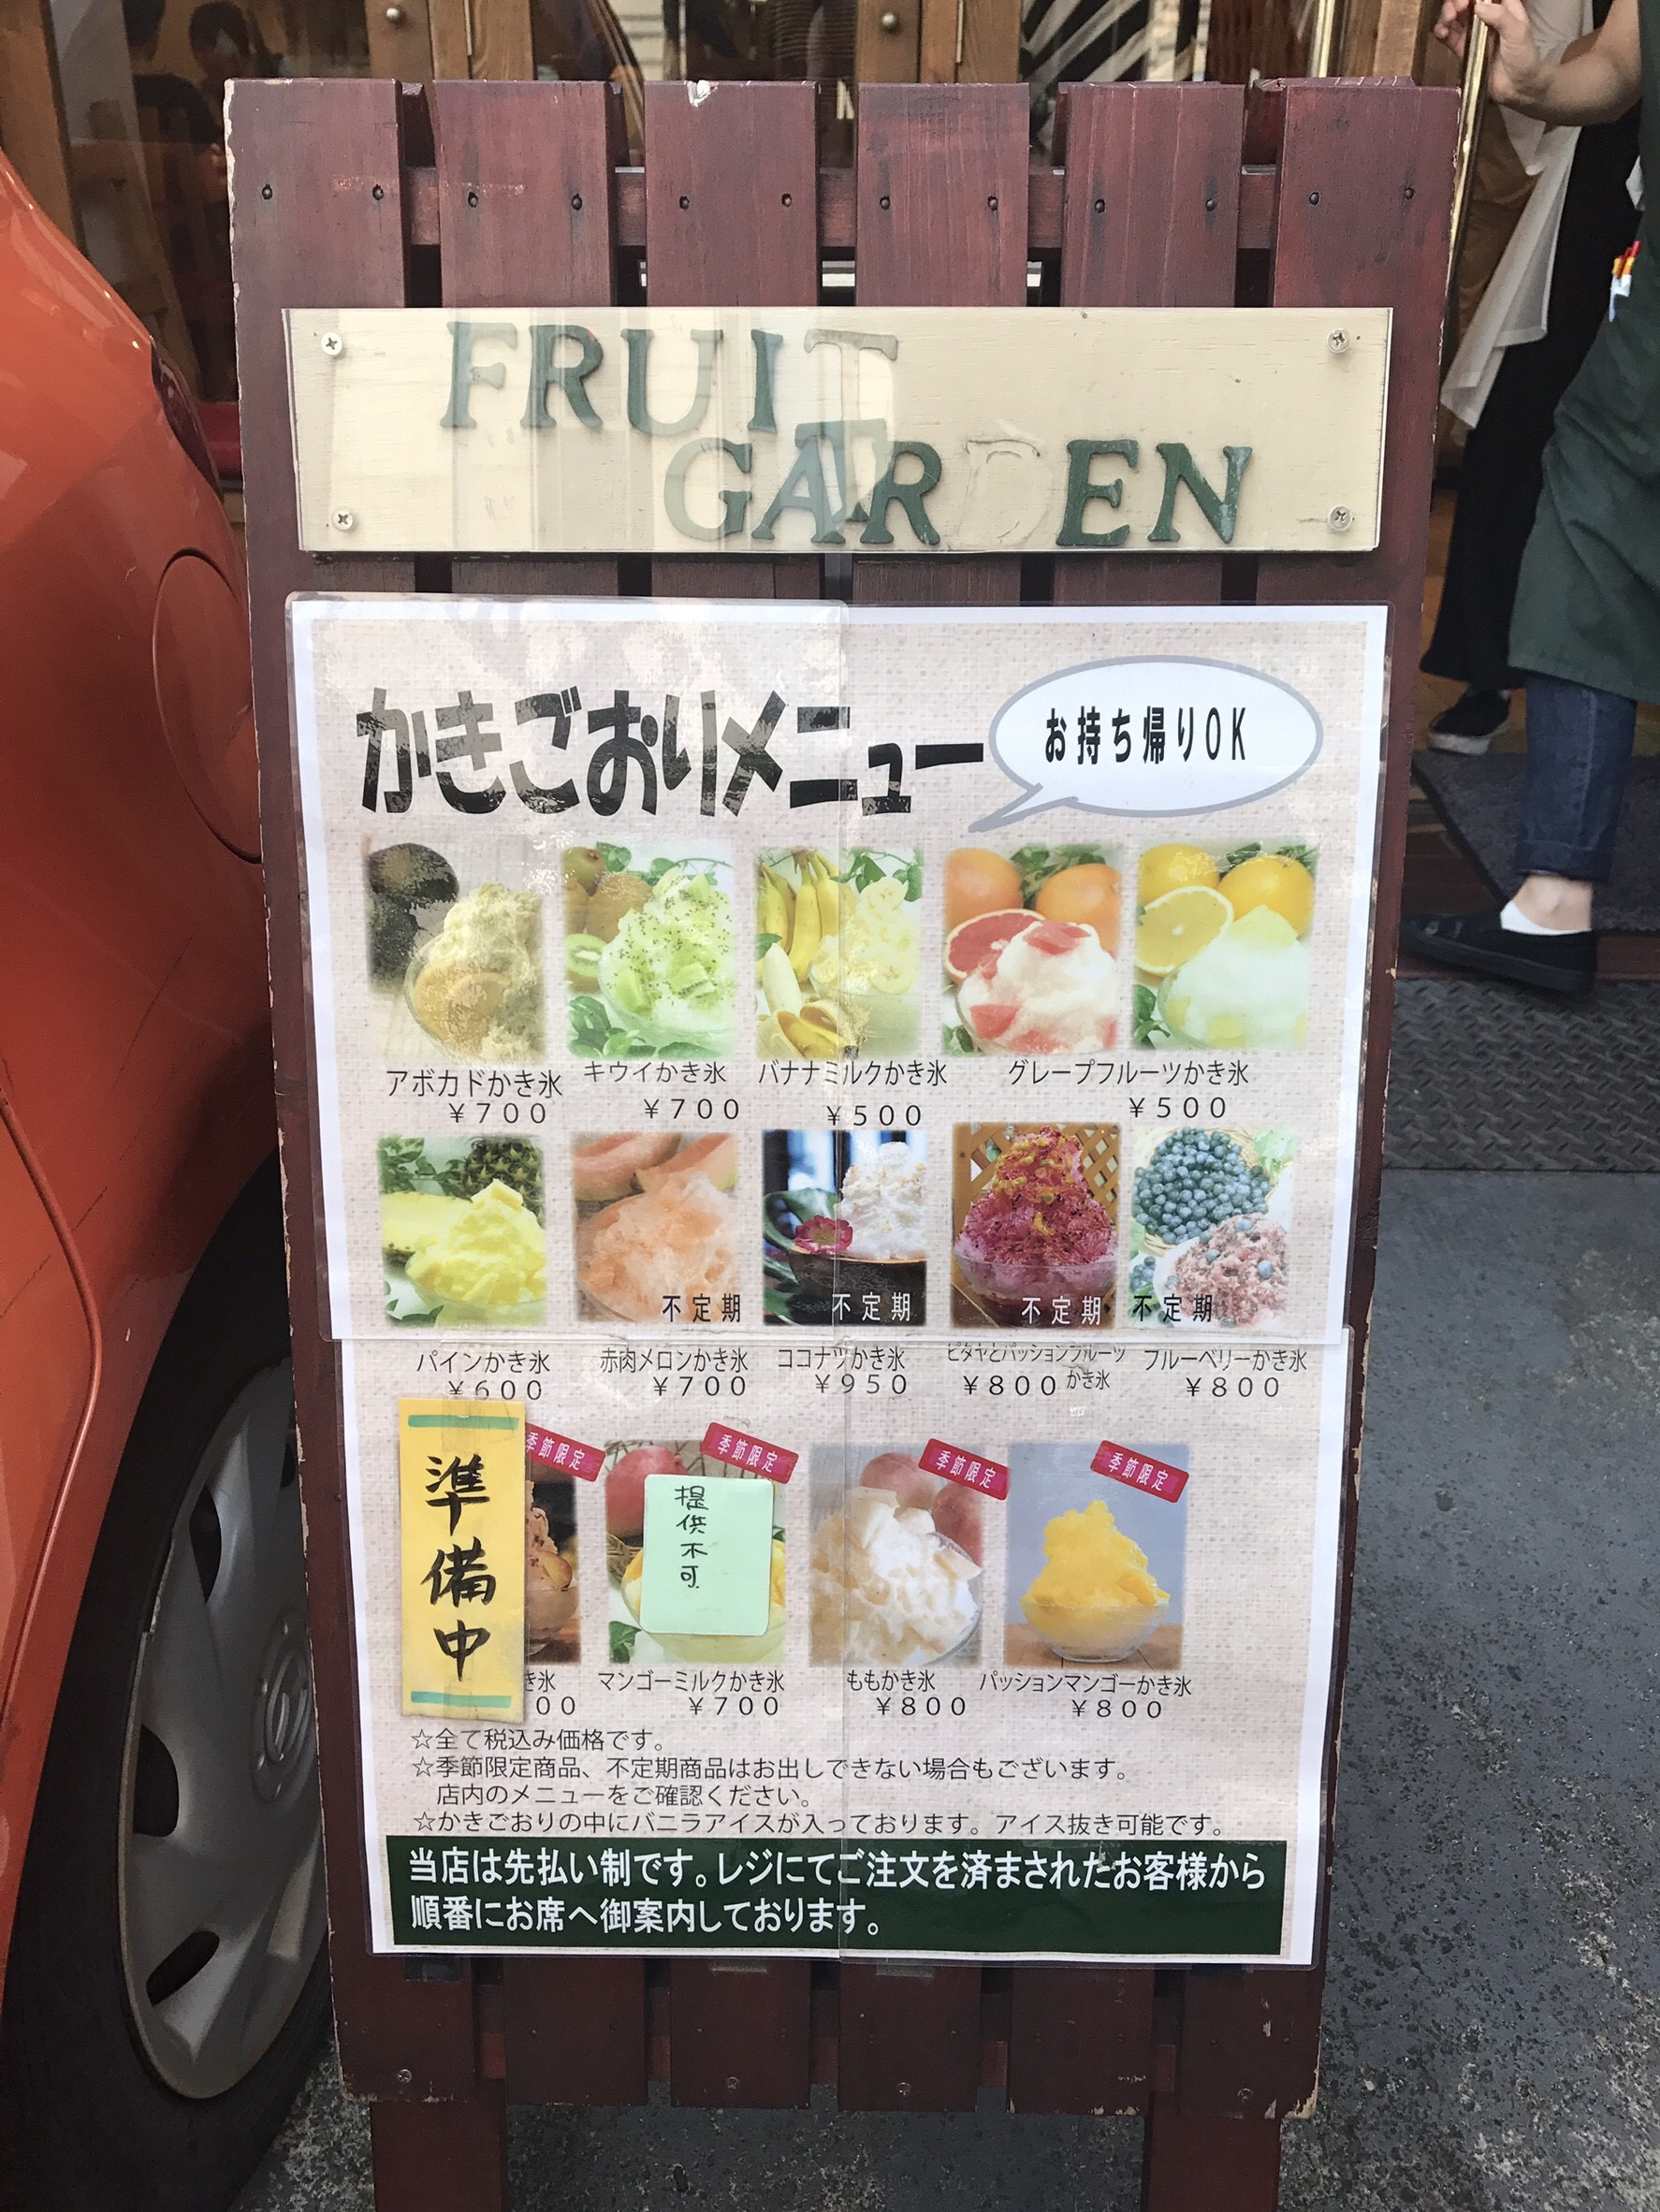 FRUIT
GARDEN
かきごおりメニュー
お持ち帰りOK
アボカドかき氷
￥700
キウイかき氷
￥700
バナナミルクかき氷
￥500
グレープフルーツかき氷
￥500
パインかき氷
￥600
不定期
赤肉メロンかき氷
￥700
不定期
ココナツかき氷
￥950
不定期
ピタヤとパッションフルーツ
かき氷
￥800
不定期
ブルーベリーかき氷
￥800
準備中
季節限定
き氷
00
季節限定
提供不可
マンゴーミルクかき氷
￥700
季節限定
ももかき氷
￥800
季節限定
パッションマンゴーかき氷
￥800
☆全て税込み価格です。
☆季節限定商品、不定期商品はお出しできない場合もございます。
店内のメニューをご確認ください。
☆かきごおりの中にバニラアイスが入っております。アイス抜き可能です。
当店は先払い制です。レジにてご注文を済まされたお客様から
順番にお席へ御案内しております。